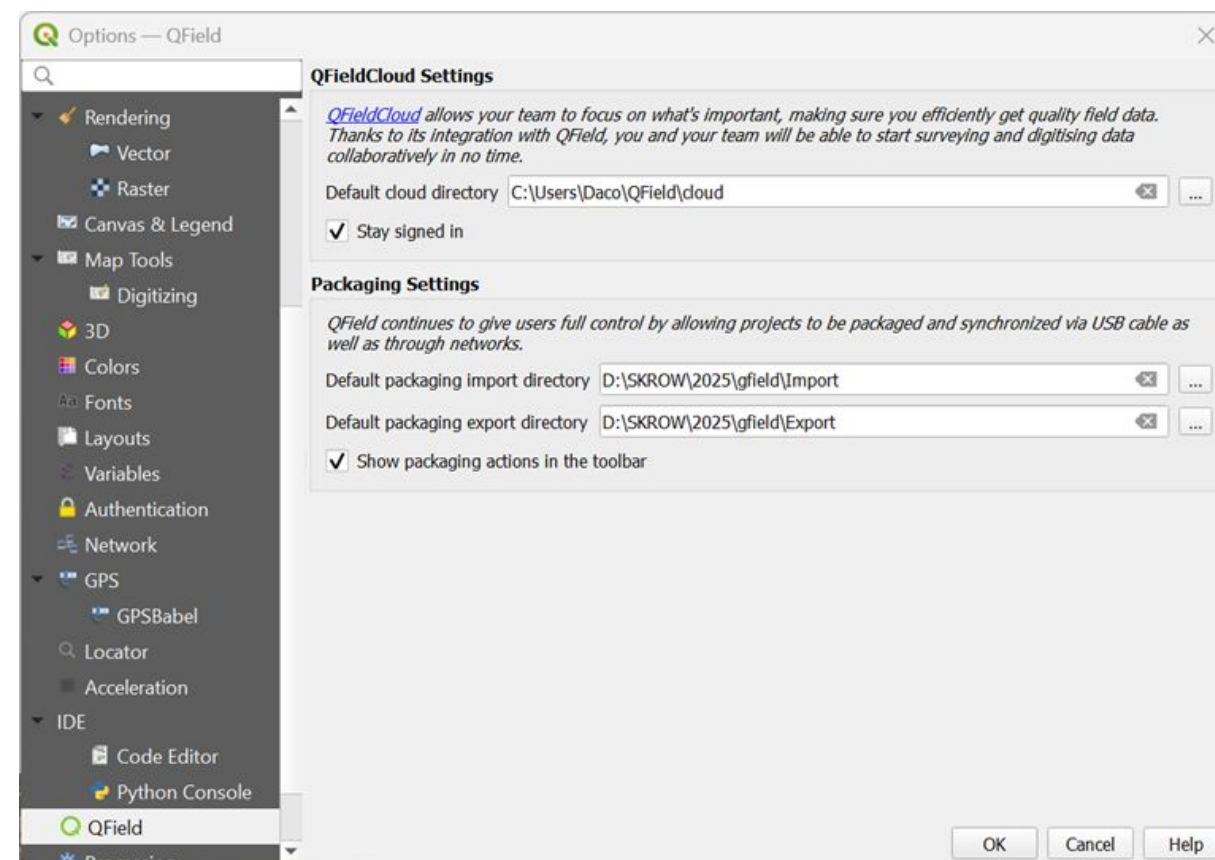 Options — QField
Rendering
Vector
Raster
Canvas & Legend
Map Tools
Digitizing
3D
Colors
Fonts
Layouts
Variables
Authentication
Network
GPS
GPSBabel
Locator
Acceleration
IDE
Code Editor
Python Console
QField
QFieldCloud Settings
QFieldCloud allows your team to focus on what's important, making sure you efficiently get quality field data.
Thanks to its integration with QField, you and your team will be able to start surveying and digitising data
collaboratively in no time.
Default cloud directory C:\Users\Daco\QField\cloud ...
Stay signed in
Packaging Settings
QField continues to give users full control by allowing projects to be packaged and synchronized via USB cable as
well as through networks.
Default packaging import directory D:\SKROW\2025\gfield\Import ...
Default packaging export directory D:\SKROW\2025\gfield\Export ...
Show packaging actions in the toolbar
OK Cancel Help